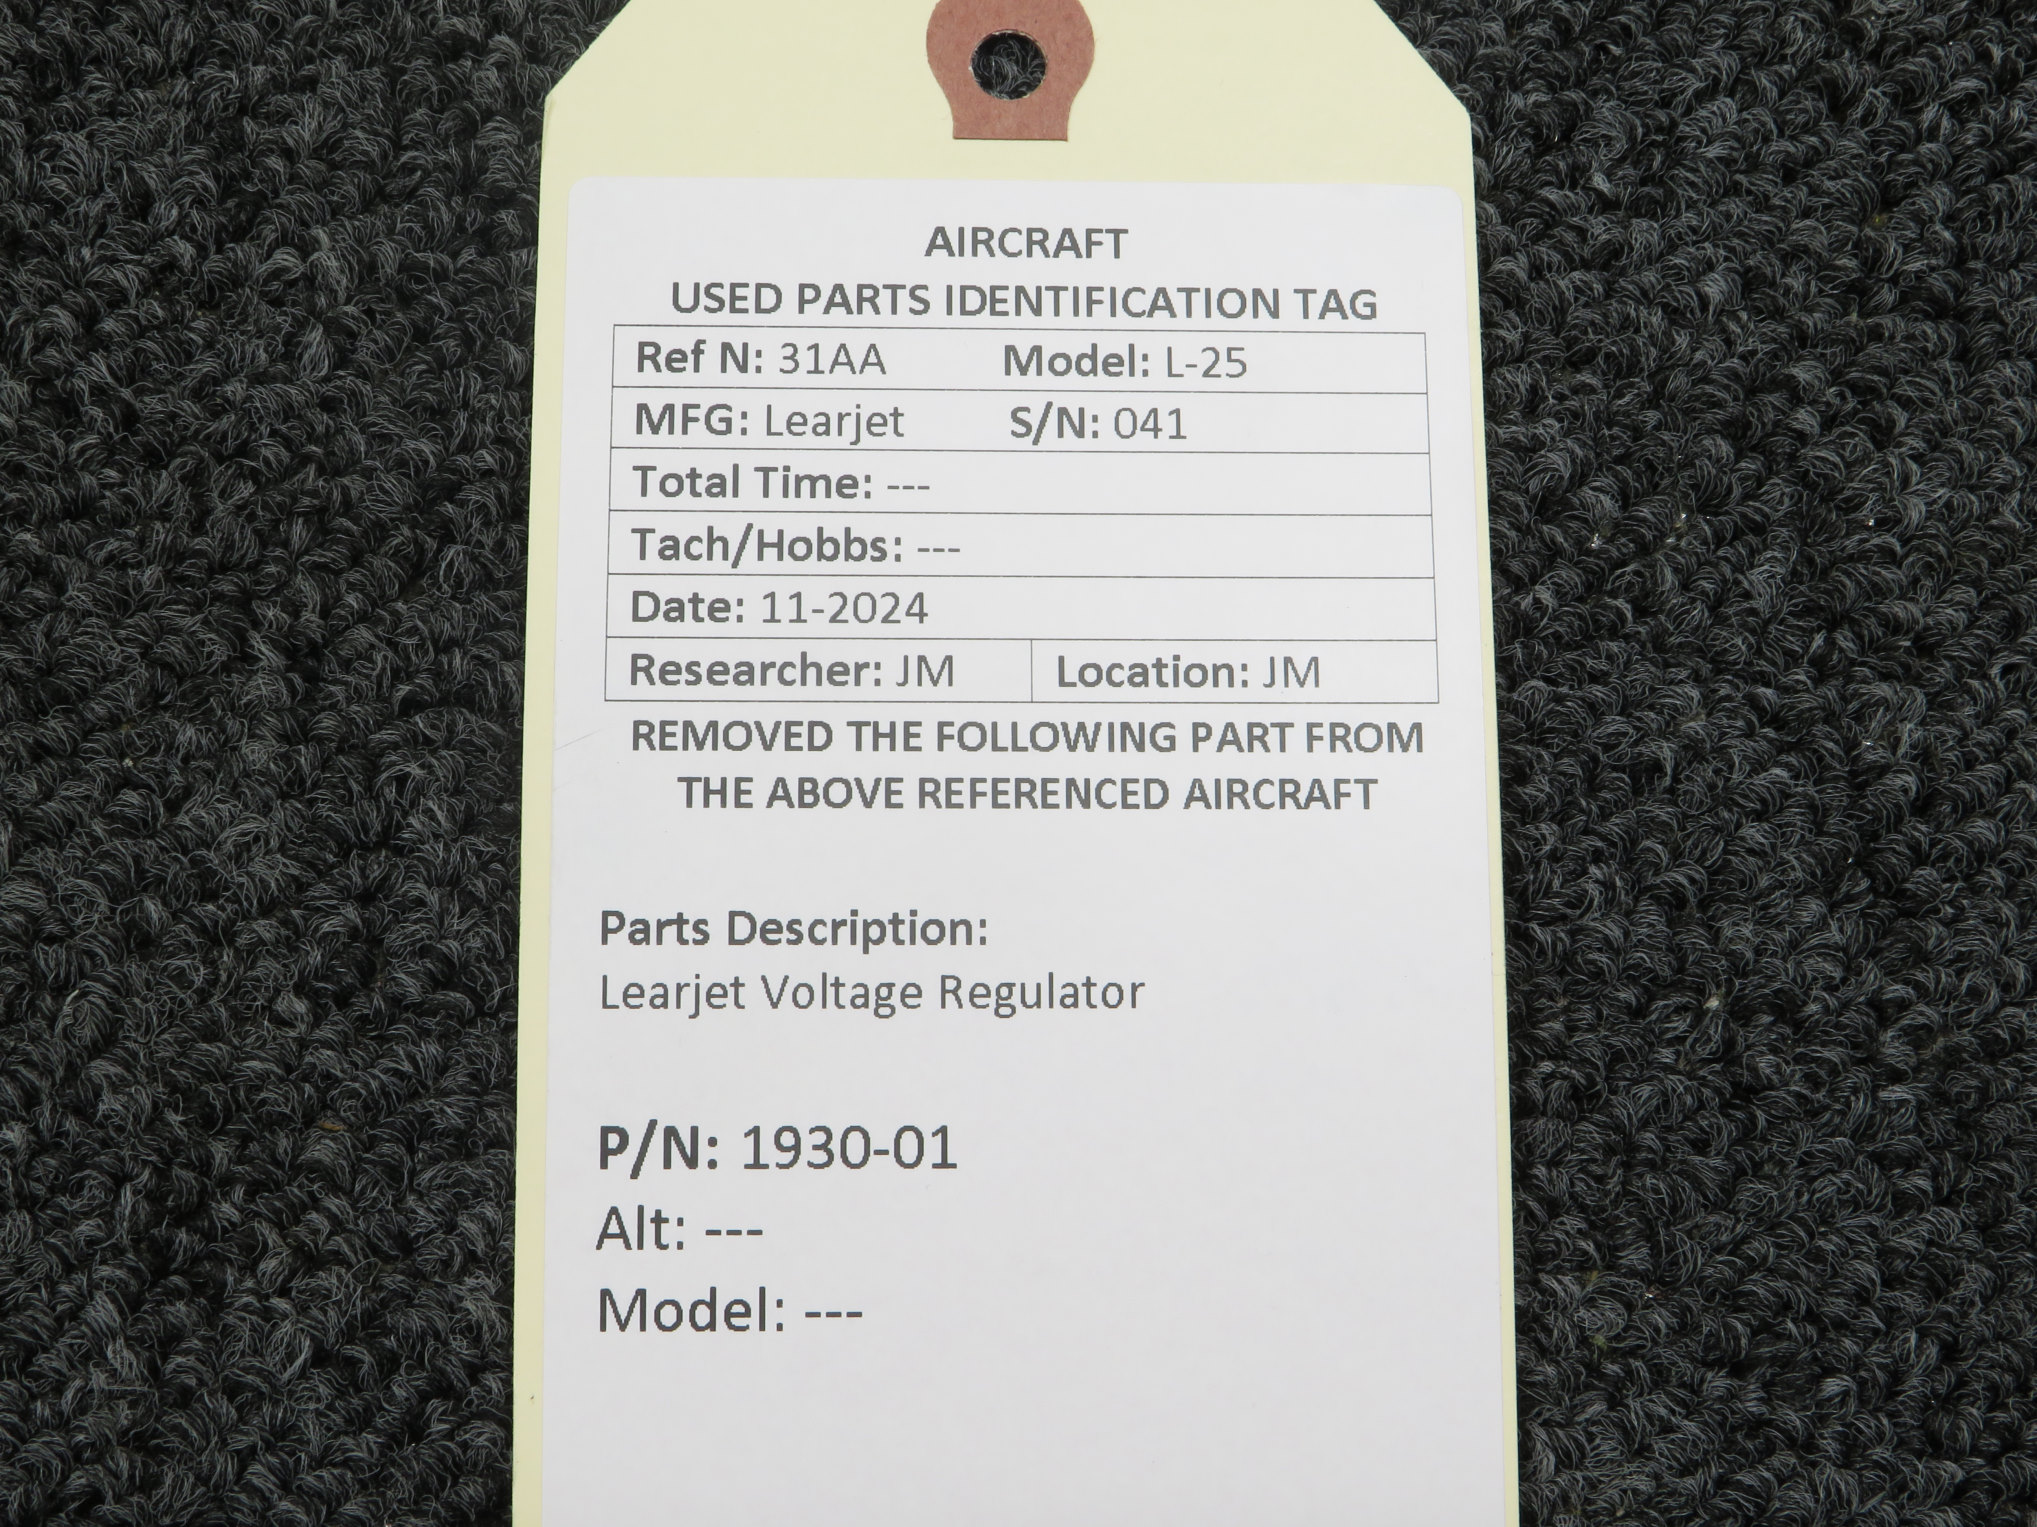 AIRCRAFT
USED PARTS IDENTIFICATION TAG
Ref N: 31AA Model: L-25
MFG: Learjet S/N: 041
Total Time: ---
Tach/Hobbs: ---
Date: 11-2024
Researcher: JM Location: JM
REMOVED THE FOLLOWING PART FROM
THE ABOVE REFERENCED AIRCRAFT
Parts Description:
Learjet Voltage Regulator
P/N: 1930-01
Alt: ---
Model: ---